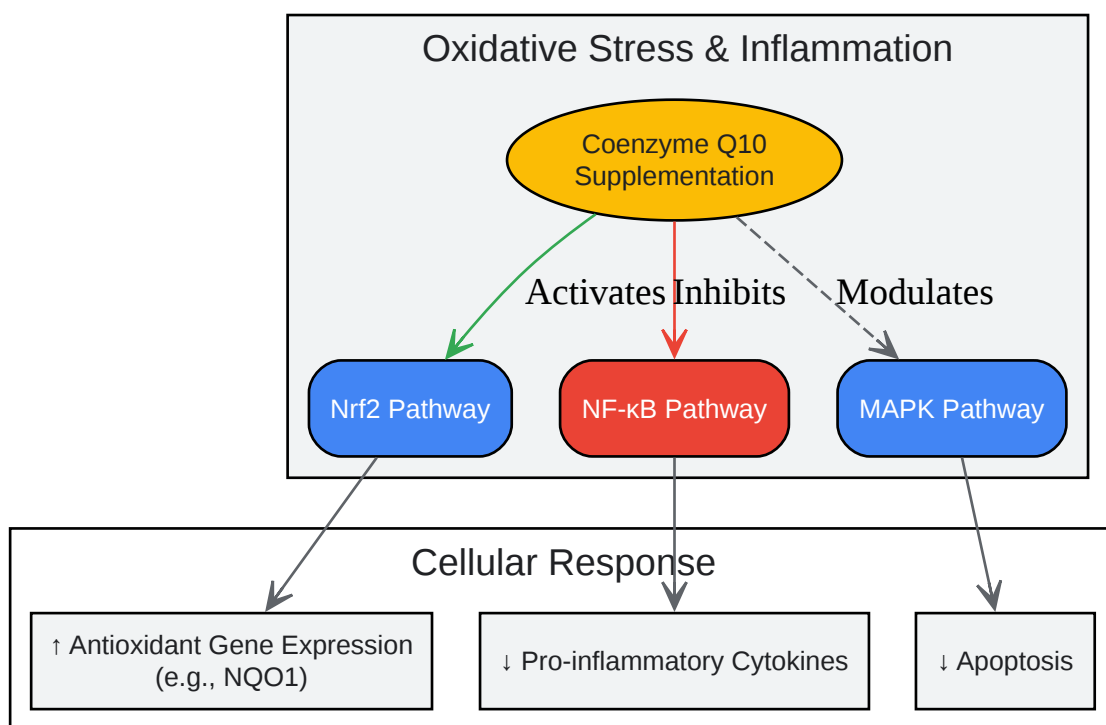 Oxidative Stress & Inflammation
Coenzyme Q10
Supplementation
Activates
Inhibits
Modulates
Nrf2 Pathway
NF-κB Pathway
MAPK Pathway
Cellular Response
↑ Antioxidant Gene Expression
(e.g., NQO1)
↓ Pro-inflammatory Cytokines
↓ Apoptosis